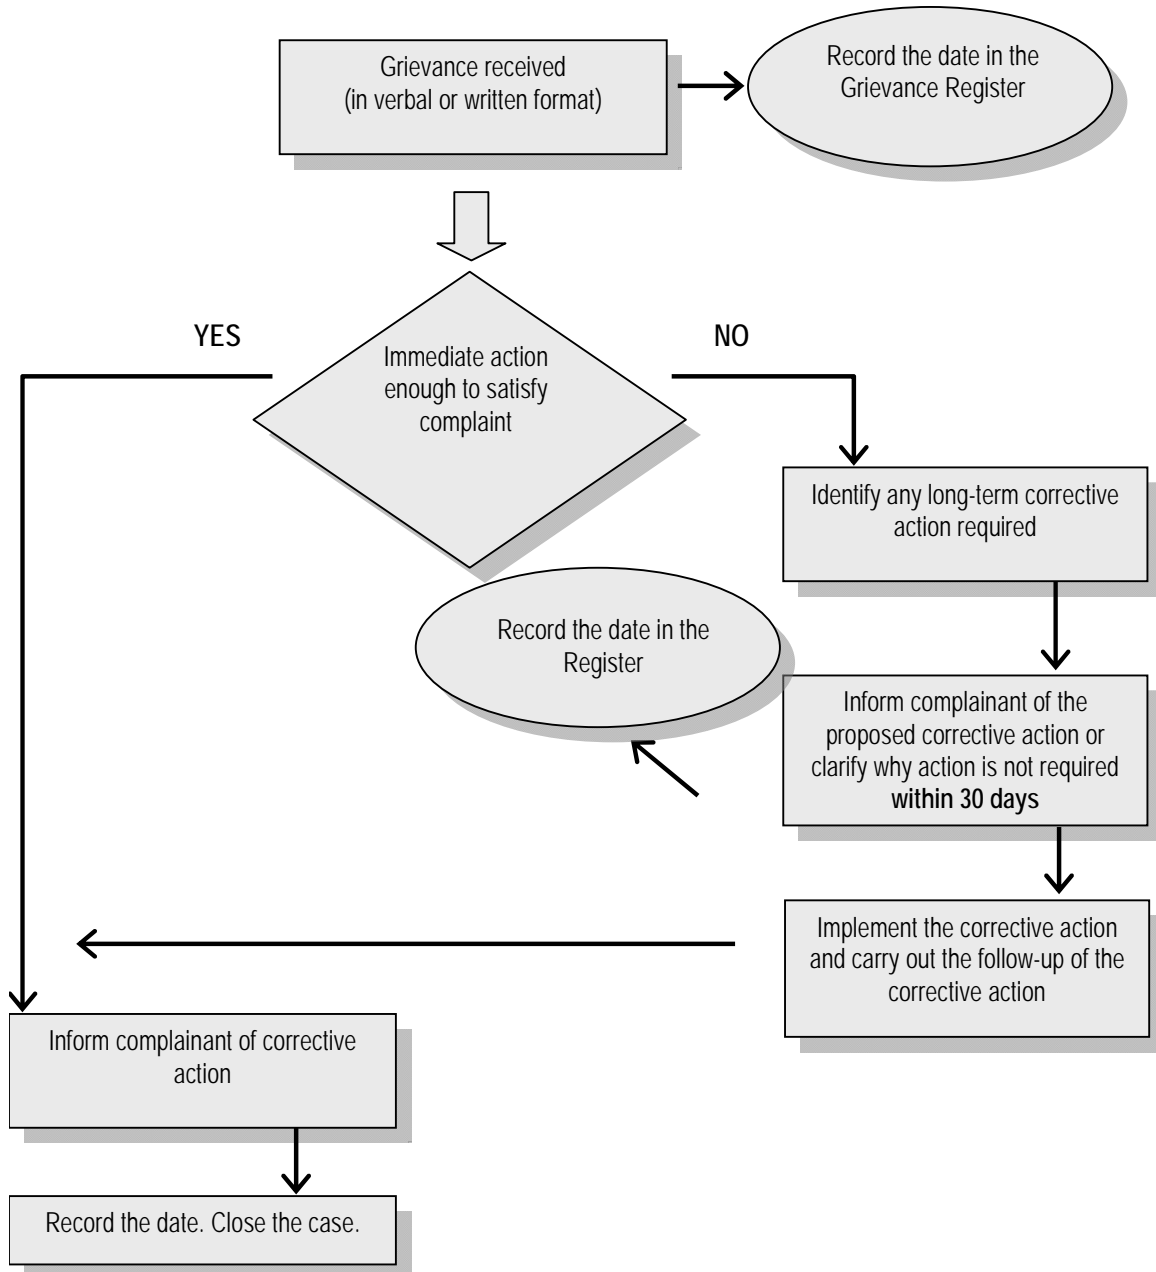 Grievance received
(in verbal or written format)
Record the date in the
Grievance Register
YES
NO
Immediate action
enough to satisfy
complaint
Identify any long-term corrective
action required
Record the date in the
Register
Inform complainant of the
proposed corrective action or
clarify why action is not required
within 30 days
Implement the corrective action
and carry out the follow-up of the
corrective action
Inform complainant of corrective
action
Record the date. Close the case.